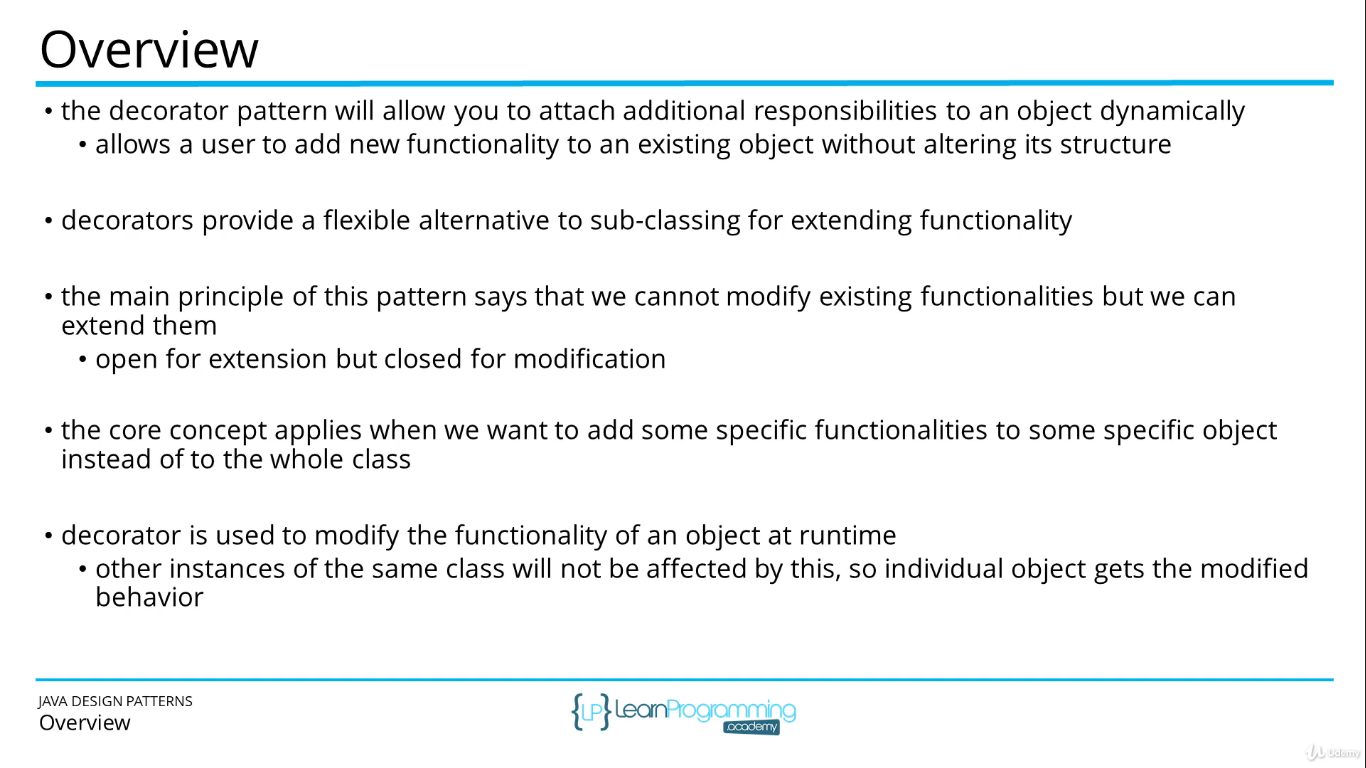 Overview
• the decorator pattern will allow you to attach additional responsibilities to an object dynamically
• allows a user to add new functionality to an existing object without altering its structure
• decorators provide a flexible alternative to sub-classing for extending functionality
• the main principle of this pattern says that we cannot modify existing functionalities but we can
extend them
• open for extension but closed for modification
• the core concept applies when we want to add some specific functionalities to some specific object
instead of to the whole class
• decorator is used to modify the functionality of an object at runtime
• other instances of the same class will not be affected by this, so individual object gets the modified
behavior
JAVA DESIGN PATTERNS
Overview
{LP} LearnProgramming
.academy
Udemy